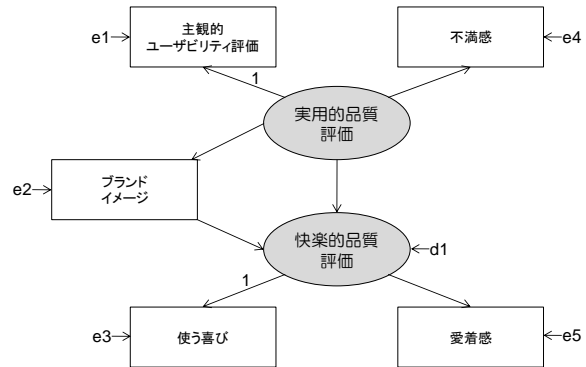 主観的
ユーザビリティ評価
e1
不満感
e4
1
実用的品質
評価
ブランド
イメージ
e2
快楽的品質
評価
d1
1
使う喜び
e3
愛着感
e5